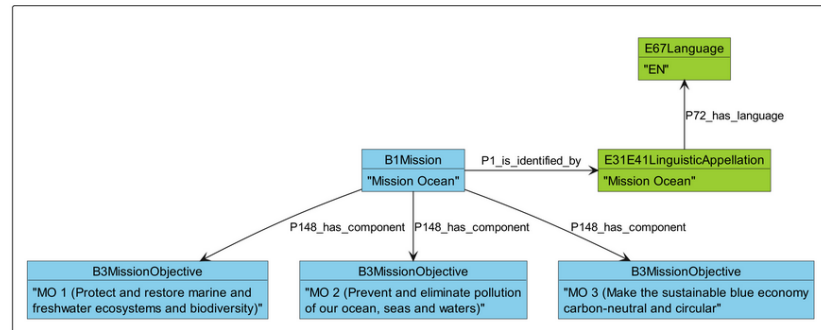 E67Language
"EN"
P72_has_language
B1Mission
P1_is_identified_by
E31E41LinguisticAppellation
"Mission Ocean"
"Mission Ocean"
P148_has_component
P148_has_component
P148_has_component
B3MissionObjective
"MO 1 (Protect and restore marine and
freshwater ecosystems and biodiversity)"
B3MissionObjective
"MO 2 (Prevent and eliminate pollution
of our ocean, seas and waters)"
B3MissionObjective
"MO 3 (Make the sustainable blue economy
carbon-neutral and circular"